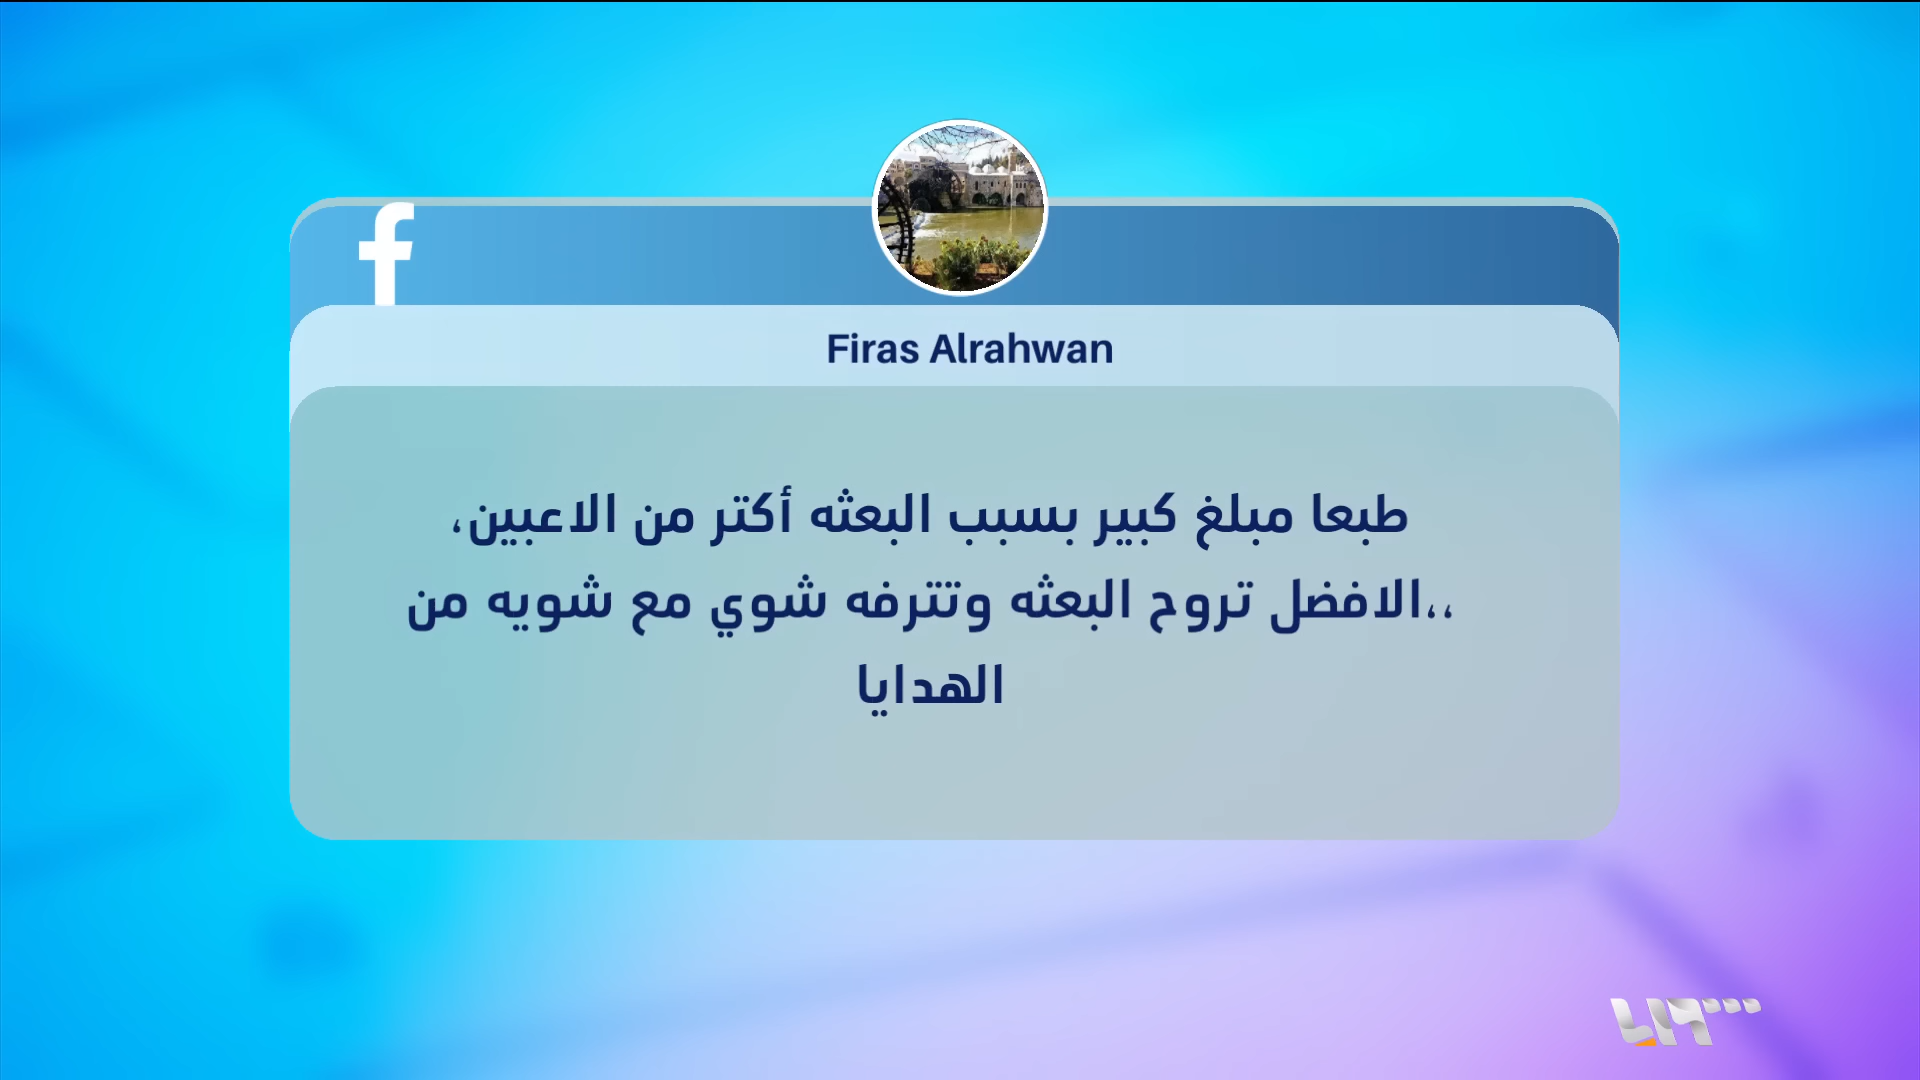 Firas Alrahwan
طبعا مبلغ كبير بسبب البعثه أكتر من الاعبين،
،،الافضل تروح البعثه وتترفه شوي مع شويه من
الهدايا